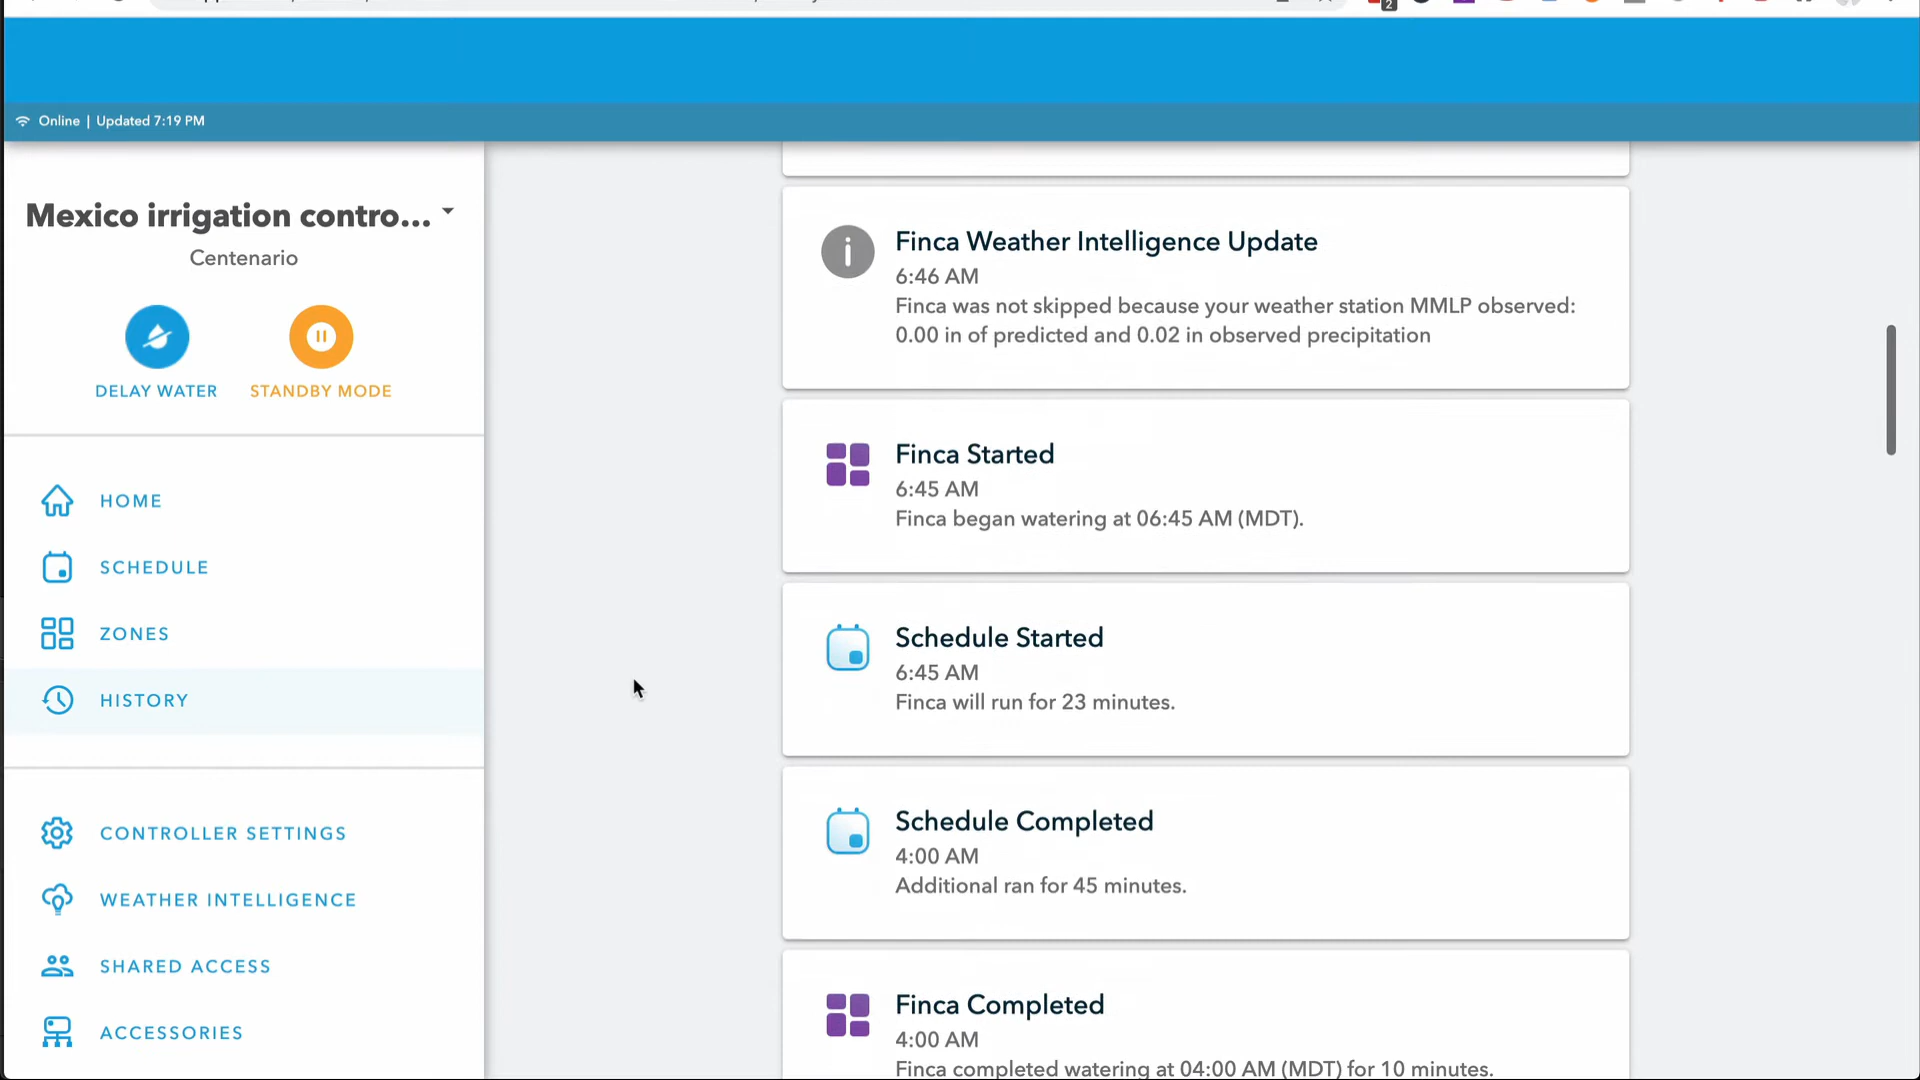 2
Online | Updated 7:19 PM
Mexico irrigation contro...
Centenario
DELAY WATER
STANDBY MODE
HOME
SCHEDULE
ZONES
HISTORY
CONTROLLER SETTINGS
WEATHER INTELLIGENCE
SHARED ACCESS
ACCESSORIES
Finca Weather Intelligence Update
6:46 AM
Finca was not skipped because your weather station MMLP observed:
0.00 in of predicted and 0.02 in observed precipitation
Finca Started
6:45 AM
Finca began watering at 06:45 AM (MDT).
Schedule Started
6:45 AM
Finca will run for 23 minutes.
Schedule Completed
4:00 AM
Additional ran for 45 minutes.
Finca Completed
4:00 AM
Finca completed watering at 04:00 AM (MDT) for 10 minutes.